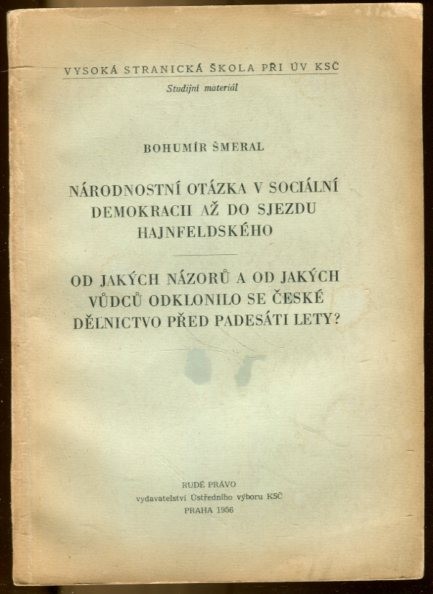 VYSOKÁ STRANICKÁ ŠKOLA PŘI ÚV KSČ
Studijní materiál
BOHUMÍR ŠMERAL
NÁRODNOSTNÍ OTÁZKA V SOCIÁLNÍ
DEMOKRACII AŽ DO SJEZDU
HAJNFELDSKÉHO
OD JAKÝCH NÁZORŮ A OD JAKÝCH
VŮDCŮ ODKLONILO SE ČESKÉ
DĚLNICTVO PŘED PADESÁTI LETY?
RUDÉ PRÁVO
vydavatelství Ústředního výboru KSČ
PRAHA 1956